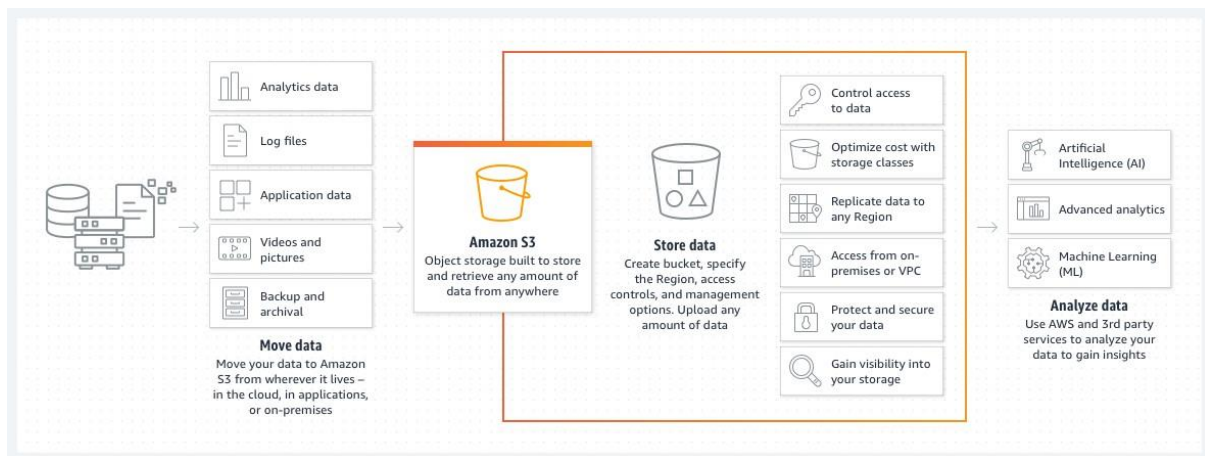 Analytics data
Log files
Application data
Videos and
pictures
Backup and
archival
Move data
Move your data to Amazon
S3 from wherever it lives –
in the cloud, in applications,
or on-premises
Amazon S3
Object storage built to store
and retrieve any amount of
data from anywhere
Store data
Create bucket, specify
the Region, access
controls, and management
options. Upload any
amount of data
Control access
to data
Optimize cost with
storage classes
Replicate data to
any Region
Access from on-
premises or VPC
Protect and secure
your data
Gain visibility into
your storage
Artificial
Intelligence (AI)
Advanced analytics
Machine Learning
(ML)
Analyze data
Use AWS and 3rd party
services to analyze your
data to gain insights